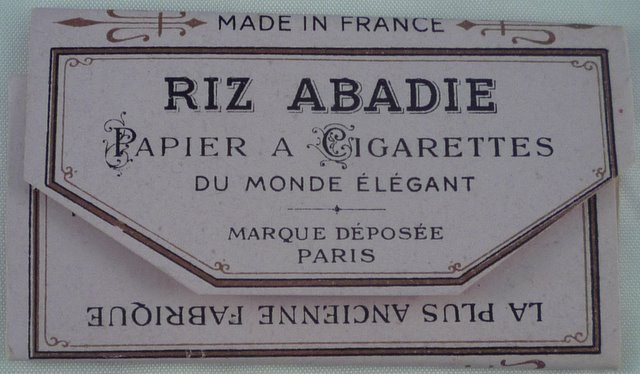 MADE IN FRANCE
RIZ ABADIE
PAPIER A CIGARETTES
DU MONDE ÉLÉGANT
MARQUE DÉPOSÉE
PARIS
LA PLUS ANCIENNE FABRIQUE